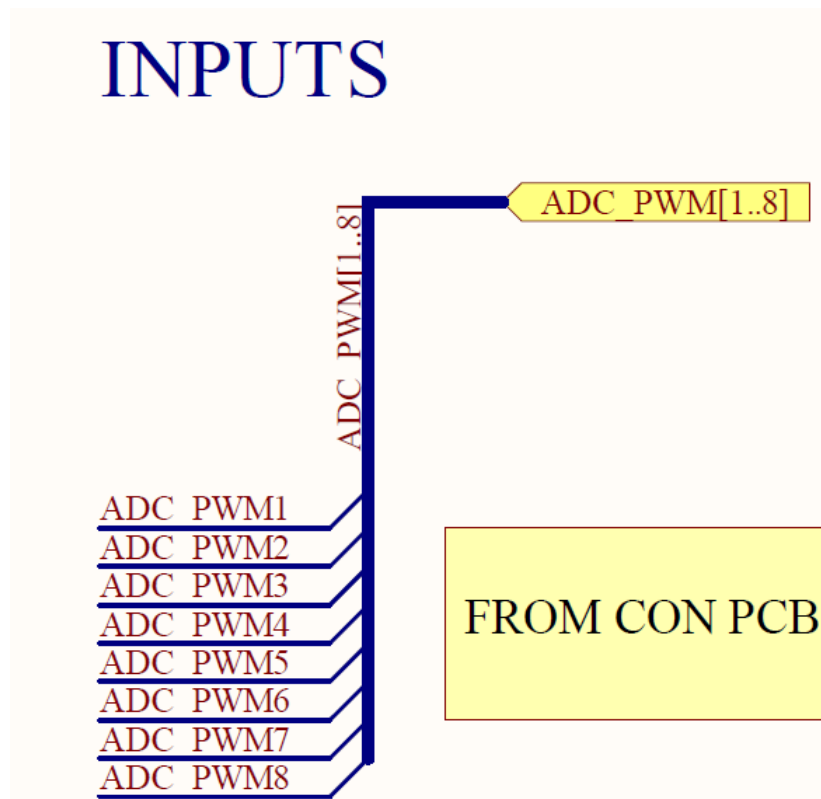 INPUTS
ADC_PWM[1..8]
ADC_PWM[1..8]
ADC_PWM1
ADC_PWM2
ADC_PWM3
ADC_PWM4
ADC_PWM5
ADC_PWM6
ADC_PWM7
ADC_PWM8
FROM CON PCB